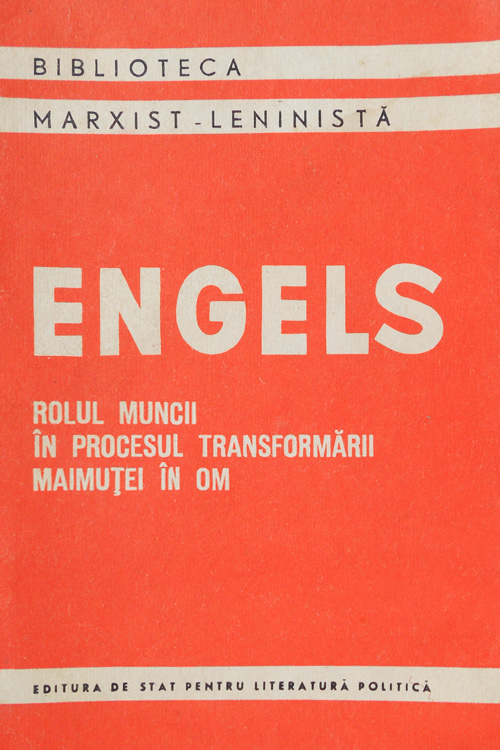 BIBLIOTECA
MARXIST-LENINISTĂ
ENGELS
ROLUL MUNCII
ÎN PROCESUL TRANSFORMĂRII
MAIMUŢEI ÎN OM
EDITURA DE STAT PENTRU LITERATURĂ POLITICĂ